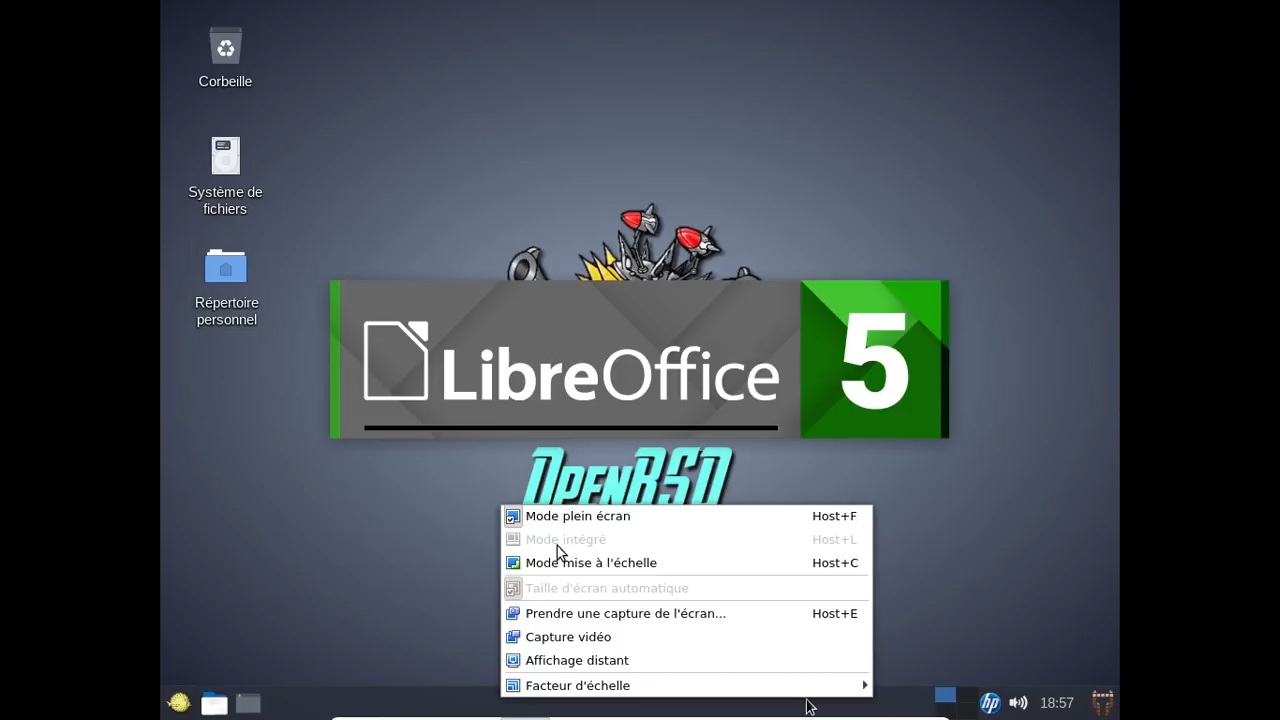 Corbeille
Système de
fichiers
Répertoire
personnel
LibreOffice 5
OpenBSD
Mode plein écran Host+F
Mode intégré Host+L
Mode mise à l'échelle Host+C
Taille d'écran automatique
Prendre une capture de l'écran... Host+E
Capture vidéo
Affichage distant
Facteur d'échelle
hp
18:57